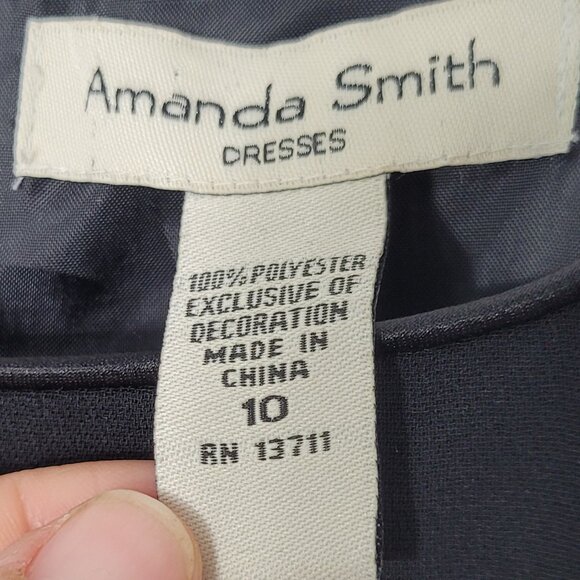 Amanda Smith
DRESSES
100% POLYESTER
EXCLUSIVE OF
DECORATION
MADE IN
CHINA
10
RN 13711